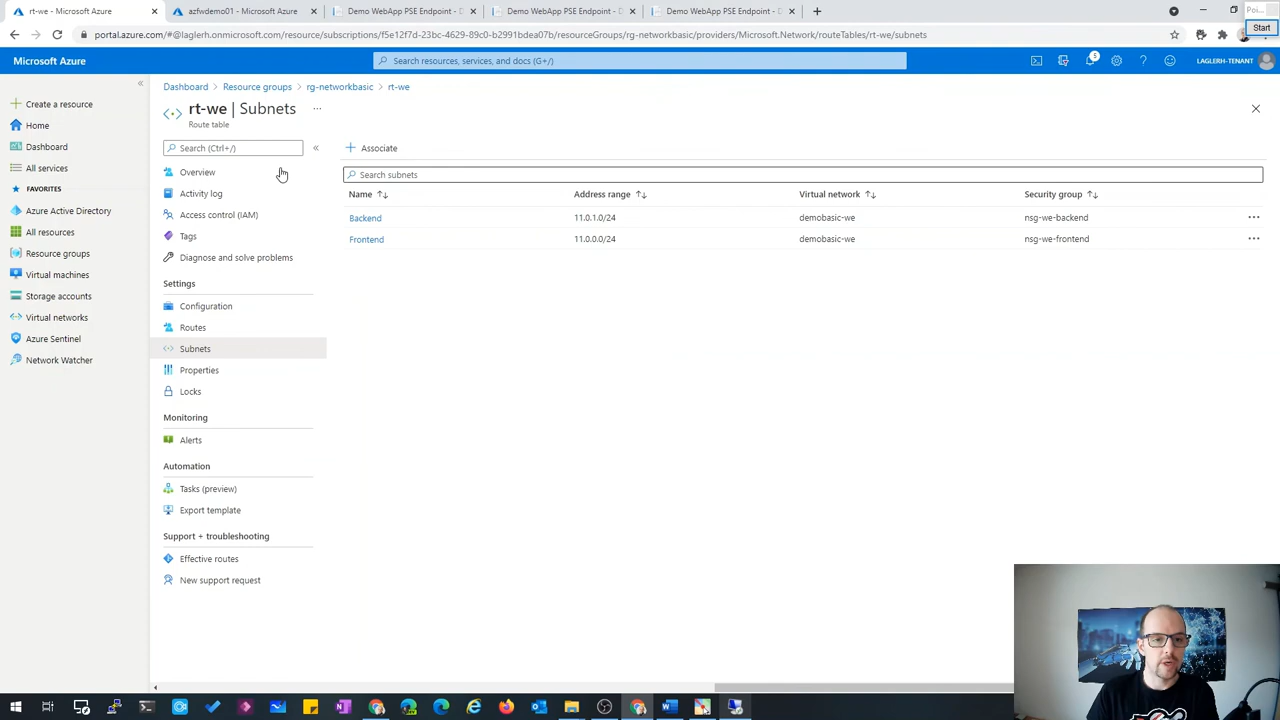 rt-we - Microsoft Azure
azfwdemo01 - Microsoft Azure
Demo WebApp PSE Endpoint - D
Demo WebApp PSE Endpoint - D
Demo WebApp PSE Endpoint - D
Poi...
Start
portal.azure.com/#@laglerh.onmicrosoft.com/resource/subscriptions/f5e12f7d-23bc-4629-89c0-b2991bdea07e/resourceGroups/rg-networkbasic/providers/Microsoft.Network/routeTables/rt-we/subnets
Microsoft Azure
Search resources, services, and docs (G+/)
5
LAGLERH-TENANT
Create a resource
Home
Dashboard
All services
FAVORITES
Azure Active Directory
All resources
Resource groups
Virtual machines
Storage accounts
Virtual networks
Azure Sentinel
Network Watcher
Dashboard > Resource groups > rg-networkbasic > rt-we
rt-we | Subnets ...
Route table
Search (Ctrl+/)
Overview
Activity log
Access control (IAM)
Tags
Diagnose and solve problems
Settings
Configuration
Routes
Subnets
Properties
Locks
Monitoring
Alerts
Automation
Tasks (preview)
Export template
Support + troubleshooting
Effective routes
New support request
Associate
Search subnets
Name Address range Virtual network Security group
Backend 11.0.1.0/24 demobasic-we nsg-we-backend
Frontend 11.0.0.0/24 demobasic-we nsg-we-frontend